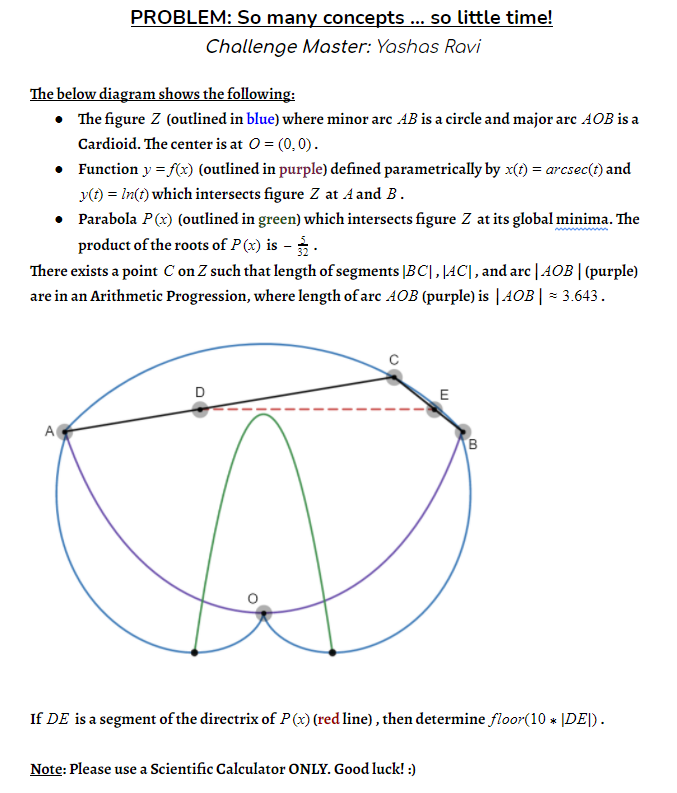 PROBLEM: So many concepts ... so little time!
Challenge Master: Yashas Ravi
The below diagram shows the following:
● The figure Z (outlined in blue) where minor arc AB is a circle and major arc AOB is a
Cardioid. The center is at O = (0, 0).
● Function y = f(x) (outlined in purple) defined parametrically by x(t) = arcsec(t) and
y(t) = ln(t) which intersects figure Z at A and B.
● Parabola P(x) (outlined in green) which intersects figure Z at its global minima. The
product of the roots of P(x) is − 5/32 .
There exists a point C on Z such that length of segments |BC|, |AC|, and arc |AOB| (purple)
are in an Arithmetic Progression, where length of arc AOB (purple) is |AOB| ≈ 3.643.
C
D
E
A
B
O
If DE is a segment of the directrix of P(x) (red line), then determine floor(10 * |DE|).
Note: Please use a Scientific Calculator ONLY. Good luck! :)